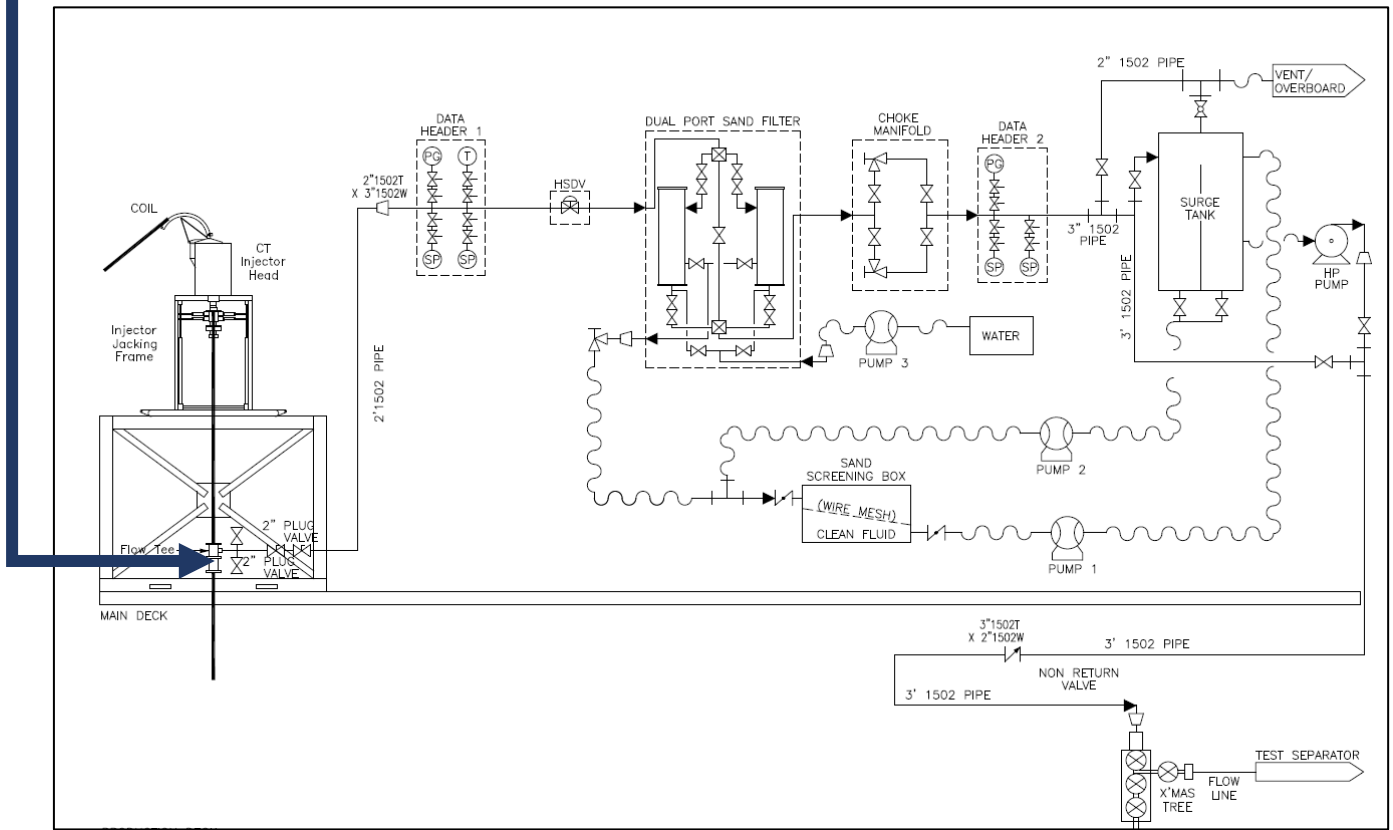 2" 1502 PIPE
VENT/
OVERBOARD
DATA
HEADER 1
PG
T
SP
SP
2"1502T
X 3"1502W
HSDV
DUAL PORT SAND FILTER
CHOKE
MANIFOLD
DATA
HEADER 2
PG
SP
SP
3" 1502
PIPE
SURGE
TANK
HP
PUMP
3' 1502 PIPE
COIL
CT
Injector
Head
Injector
Jacking
Frame
2'1502 PIPE
PUMP 3
WATER
PUMP 2
SAND
SCREENING BOX
(WIRE MESH)
CLEAN FLUID
PUMP 1
2" PLUG
VALVE
Flow Tee
2" PLUG
VALVE
MAIN DECK
3"1502T
X 2"1502W
3' 1502 PIPE
NON RETURN
VALVE
3' 1502 PIPE
TEST SEPARATOR
FLOW
LINE
X'MAS
TREE